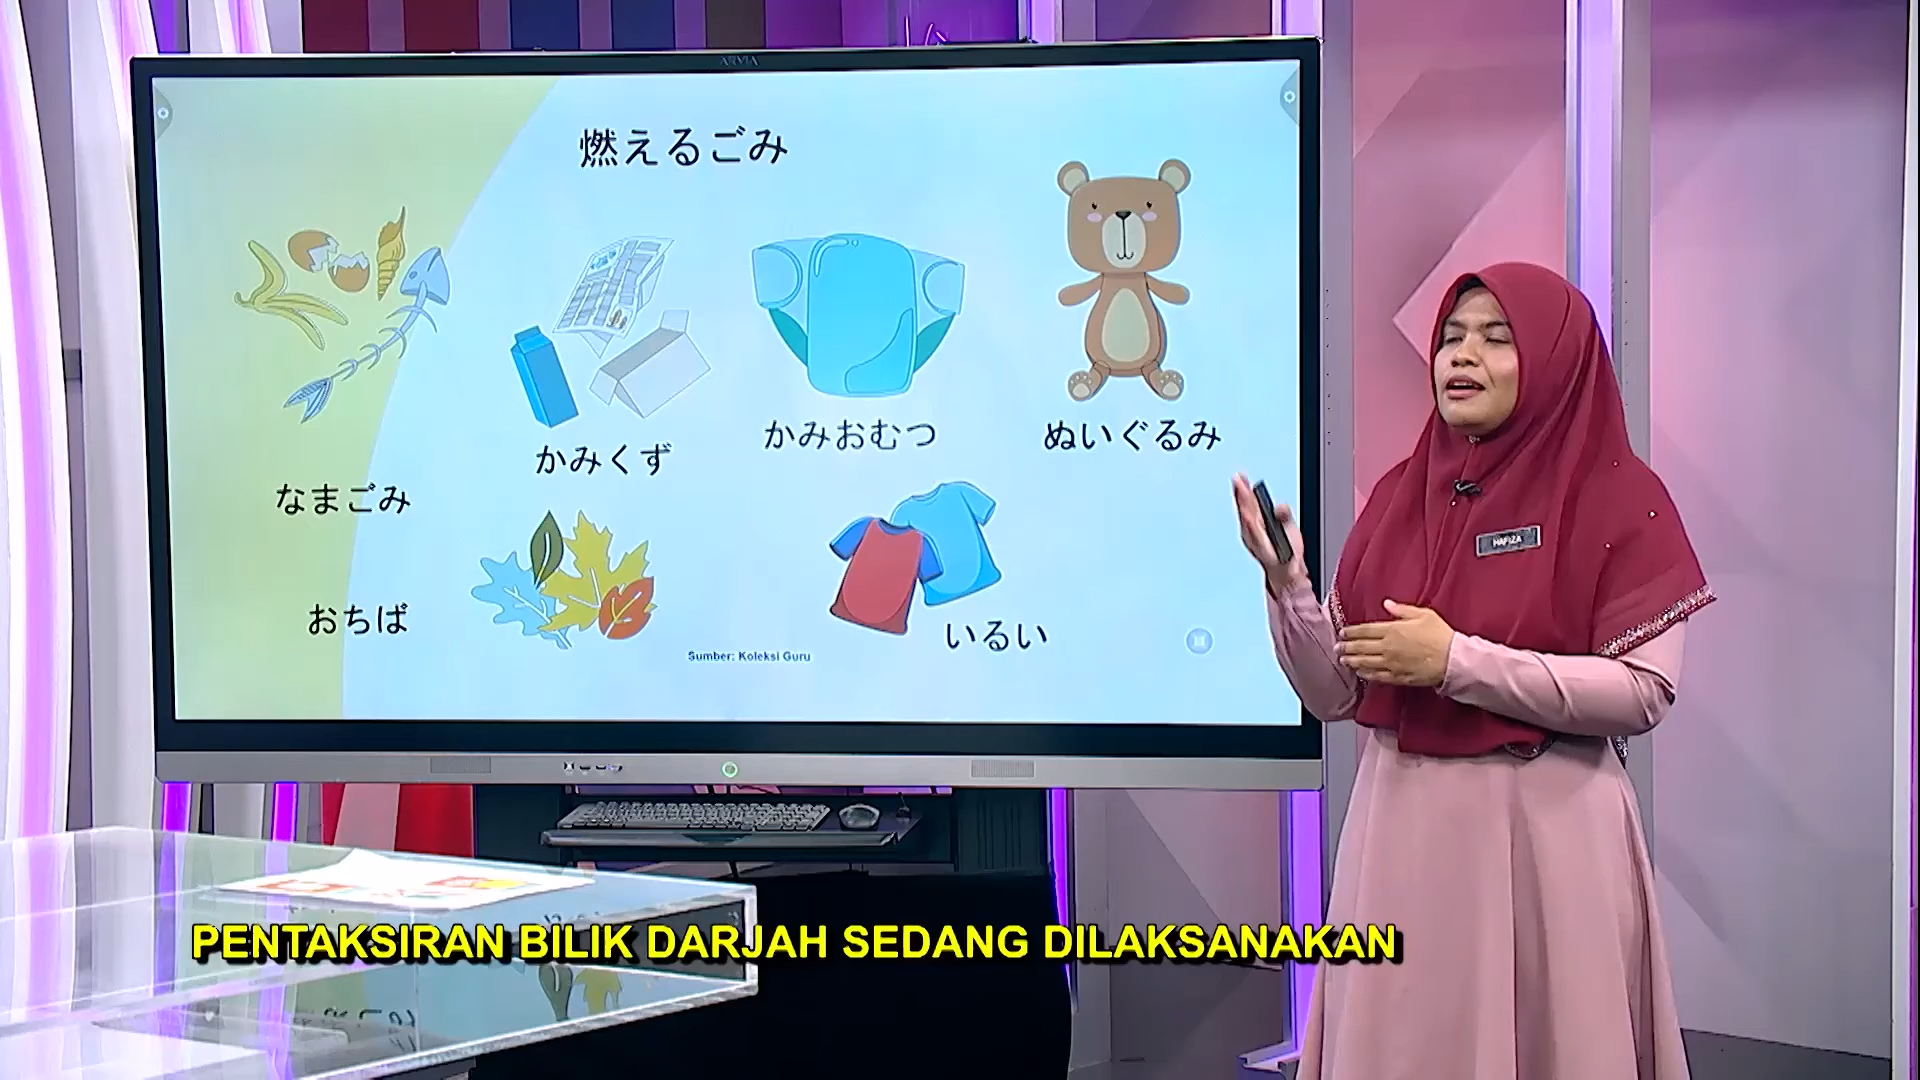 ARVIA
燃えるごみ
かみおむつ
ぬいぐるみ
かみくず
なまごみ
おちば
いるい
Sumber: Koleksi Guru
HAFIZA
PENTAKSIRAN BILIK DARJAH SEDANG DILAKSANAKAN